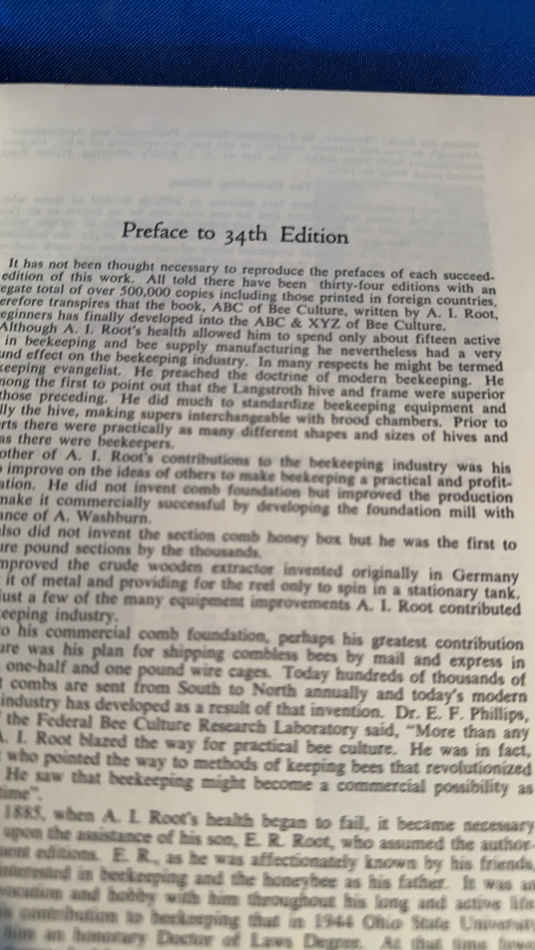 Preface to 34th Edition
It has not been thought necessary to reproduce the prefaces of each succeed-
edition of this work. All told there have been thirty-four editions with an
egate total of over 500,000 copies including those printed in foreign countries.
erefore transpires that the book, ABC of Bee Culture, written by A. I. Root,
eginners has finally developed into the ABC & XYZ of Bee Culture.
Although A. I. Root's health allowed him to spend only about fifteen active
in beekeeping and bee supply manufacturing he nevertheless had a very
und effect on the beekeeping industry. In many respects he might be termed
keeping evangelist. He preached the doctrine of modern beekeeping. He
mong the first to point out that the Langstroth hive and frame were superior
those preceding. He did much to standardize beekeeping equipment and
lly the hive, making supers interchangeable with brood chambers. Prior to
rts there were practically as many different shapes and sizes of hives and
as there were beekeepers.
other of A. I. Root's contributions to the beekeeping industry was his
improve on the ideas of others to make beekeeping a practical and profit-
ation. He did not invent comb foundation but improved the production
make it commercially successful by developing the foundation mill with
ance of A. Washburn.
also did not invent the section comb honey box but he was the first to
ure pound sections by the thousands.
mproved the crude wooden extractor invented originally in Germany
it of metal and providing for the reel only to spin in a stationary tank.
just a few of the many equipment improvements A. I. Root contributed
eeping industry.
o his commercial comb foundation, perhaps his greatest contribution
ure was his plan for shipping combless bees by mail and express in
one-half and one pound wire cages. Today hundreds of thousands of
combs are sent from South to North annually and today's modern
industry has developed as a result of that invention. Dr. E. F. Phillips,
the Federal Bee Culture Research Laboratory said, "More than any
A. I. Root blazed the way for practical bee culture. He was in fact,
who pointed the way to methods of keeping bees that revolutionized
He saw that beekeeping might become a commercial possibility as
time".
1885, when A. I. Root's health began to fail, it became necessary
upon the assistance of his son, E. R. Root, who assumed the author-
uent editions. E. R., as he was affectionately known by his friends,
interested in beekeeping and the honeybee as his father. It was an
vocation and hobby with him throughout his long and active life
contribution to beekeeping that in 1944 Ohio State University
him an honorary Doctor of Laws Degree. At this